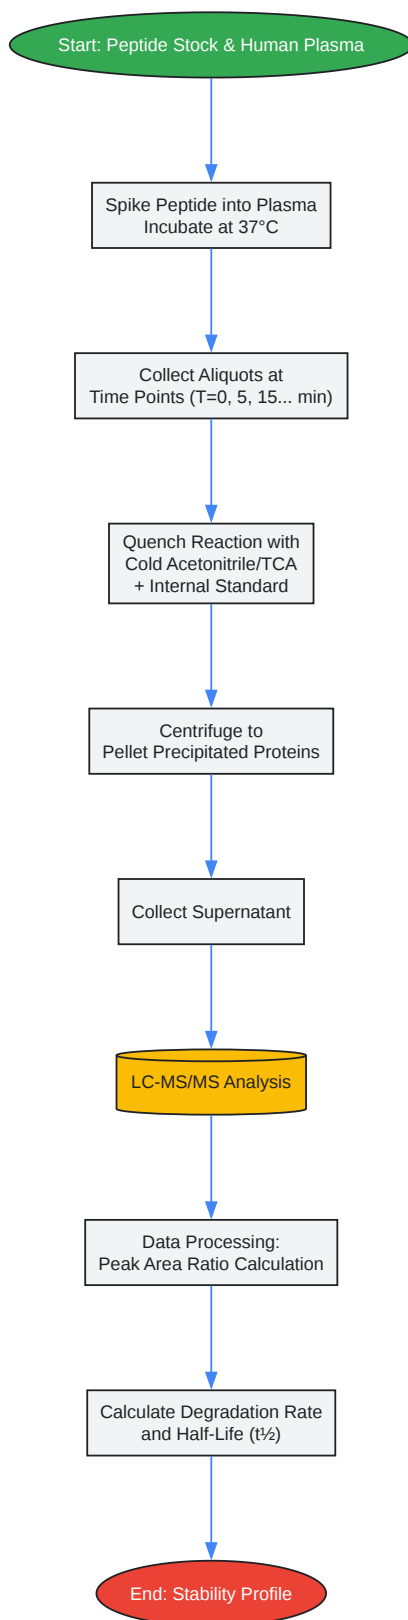 Start: Peptide Stock & Human Plasma
Spike Peptide into Plasma
Incubate at 37°C
Collect Aliquots at
Time Points (T=0, 5, 15... min)
Quench Reaction with
Cold Acetonitrile/TCA
+ Internal Standard
Centrifuge to
Pellet Precipitated Proteins
Collect Supernatant
LC-MS/MS Analysis
Data Processing:
Peak Area Ratio Calculation
Calculate Degradation Rate
and Half-Life (t½)
End: Stability Profile